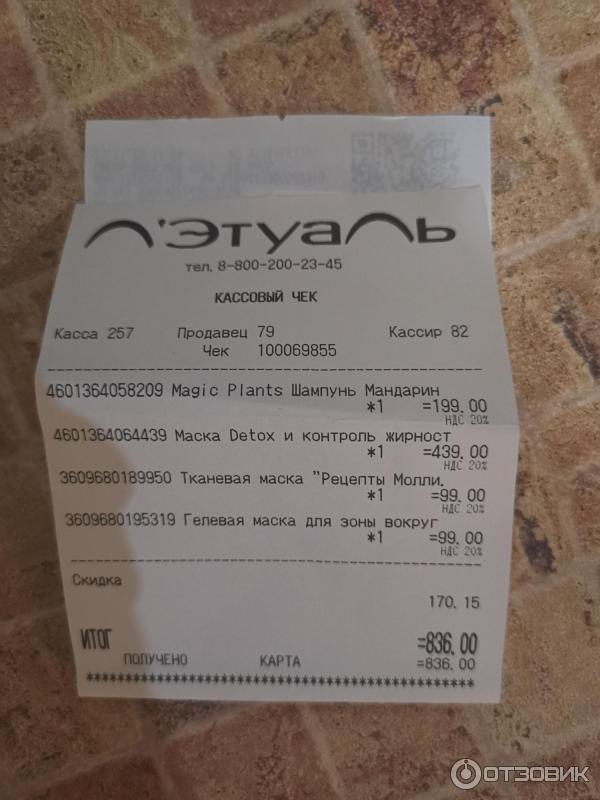 Л'Этуаль
тел. 8-800-200-23-45
КАССОВЫЙ ЧЕК
Касса 257 Продавец 79 Кассир 82
Чек 100069855
4601364058209 Magic Plants Шампунь Мандарин
*1 =199.00
НДС 20%
4601364064439 Маска Detox и контроль жирност
*1 =439.00
НДС 20%
3609680189950 Тканевая маска "Рецепты Молли.
*1 =99.00
НДС 20%
3609680195319 Гелевая маска для зоны вокруг
*1 =99.00
НДС 20%
Скидка
170.15
ИТОГ =836.00
ПОЛУЧЕНО КАРТА =836.00
************************************************
ОТЗОВИК